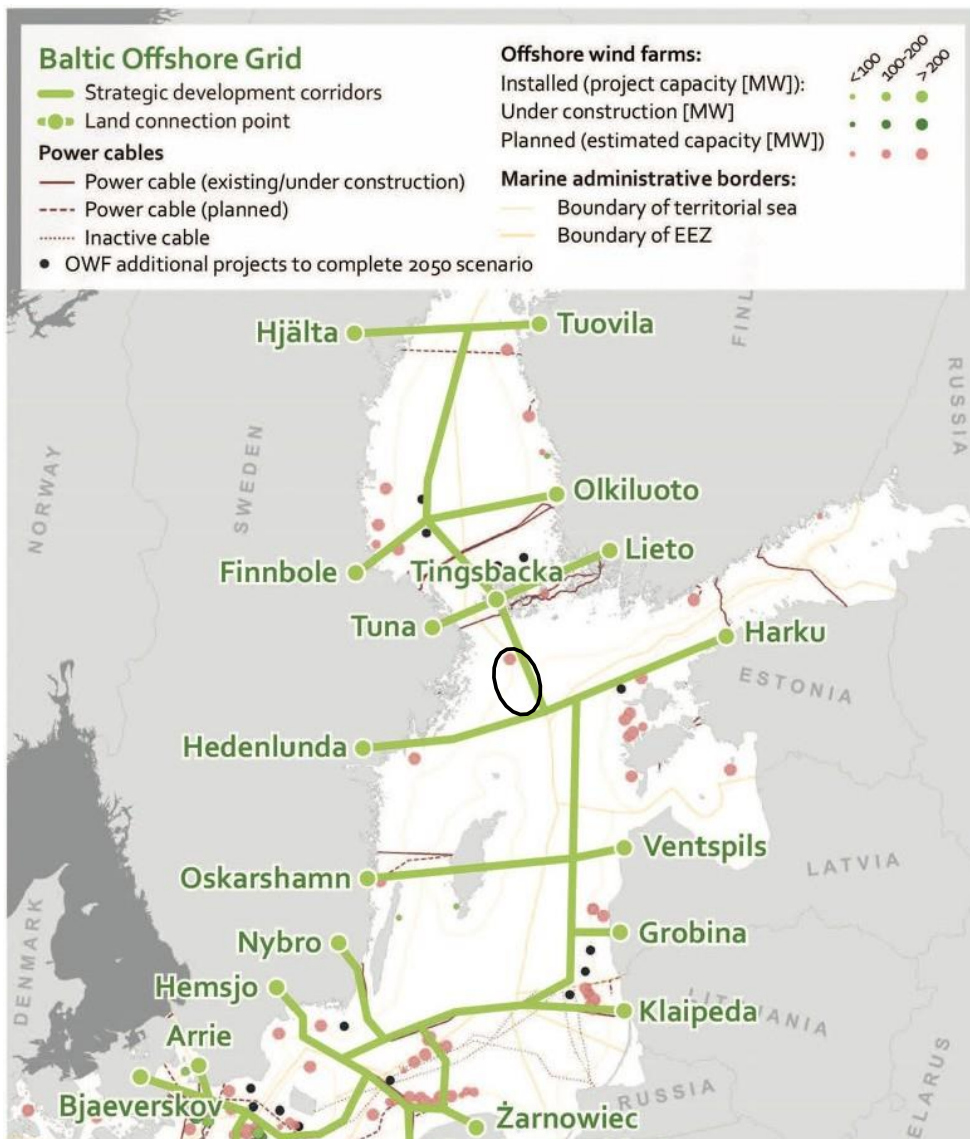 Baltic Offshore Grid
Strategic development corridors
Land connection point
Power cables
Power cable (existing/under construction)
Power cable (planned)
Inactive cable
OWF additional projects to complete 2050 scenario
Offshore wind farms:
<100 100-200 >200
Installed (project capacity [MW]):
Under construction [MW]
Planned (estimated capacity [MW])
Marine administrative borders:
Boundary of territorial sea
Boundary of EEZ
Hjälta
Tuovila
FINL
RUSSIA
NORWAY
SWEDEN
Olkiluoto
Finnbole
Tingsbacka
Lieto
Tuna
Harku
ESTONIA
Hedenlunda
Ventspils
LATVIA
Oskarshamn
DENMARK
Nybro
Grobina
Hemsjo
Klaipeda
LITHUANIA
Arrie
Bjaeverskov
RUSSIA
ELARUS
Żarnowiec